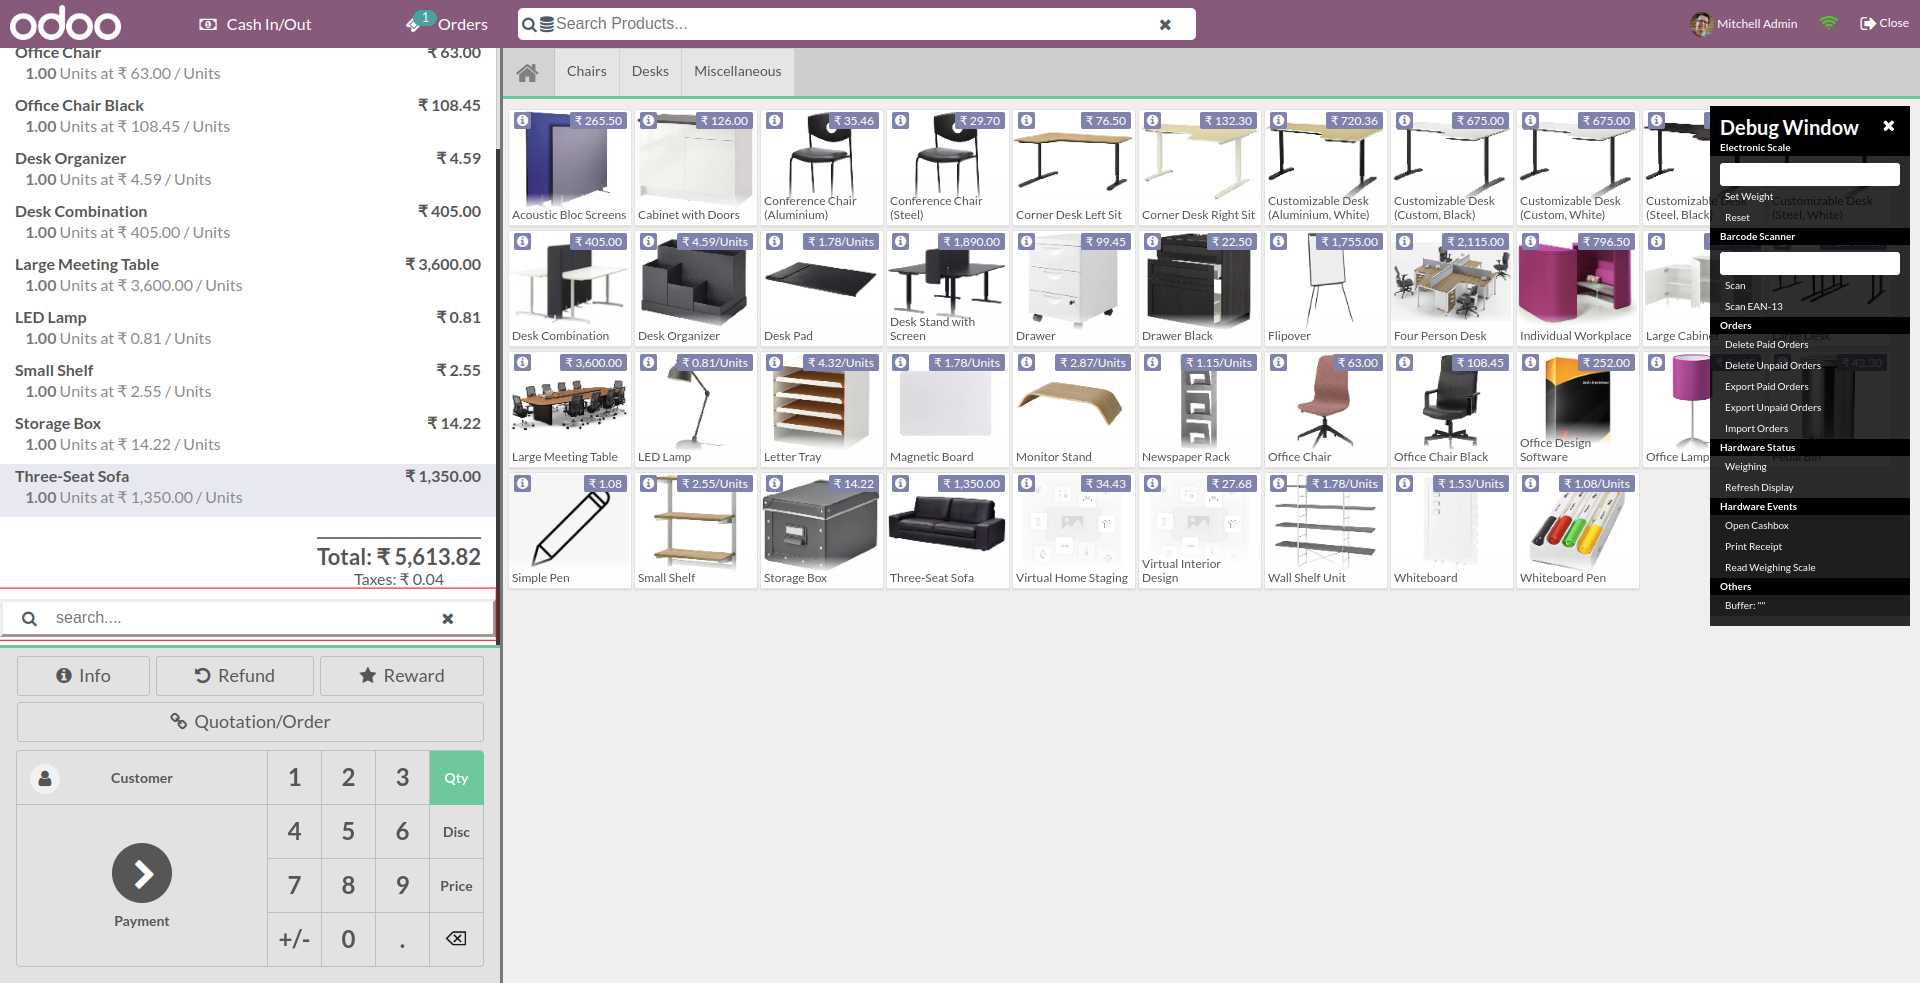 odoo
Cash In/Out
1
Orders
Search Products...
Mitchell Admin
Close
Office Chair
₹ 63.00
1.00 Units at ₹ 63.00 / Units
Office Chair Black
₹ 108.45
1.00 Units at ₹ 108.45 / Units
Desk Organizer
₹ 4.59
1.00 Units at ₹ 4.59 / Units
Desk Combination
₹ 405.00
1.00 Units at ₹ 405.00 / Units
Large Meeting Table
₹ 3,600.00
1.00 Units at ₹ 3,600.00 / Units
LED Lamp
₹ 0.81
1.00 Units at ₹ 0.81 / Units
Small Shelf
₹ 2.55
1.00 Units at ₹ 2.55 / Units
Storage Box
₹ 14.22
1.00 Units at ₹ 14.22 / Units
Three-Seat Sofa
₹ 1,350.00
1.00 Units at ₹ 1,350.00 / Units
Total: ₹ 5,613.82
Taxes: ₹ 0.04
search....
Info
Refund
Reward
Quotation/Order
Customer
1
2
3
Qty
4
5
6
Disc
7
8
9
Price
+/-
0
.
Payment
Chairs
Desks
Miscellaneous
₹ 265.50
Acoustic Bloc Screens
₹ 126.00
Cabinet with Doors
₹ 35.46
Conference Chair
(Aluminium)
₹ 29.70
Conference Chair
(Steel)
₹ 76.50
Corner Desk Left Sit
₹ 132.30
Corner Desk Right Sit
₹ 720.36
Customizable Desk
(Aluminium, White)
₹ 675.00
Customizable Desk
(Custom, Black)
₹ 675.00
Customizable Desk
(Custom, White)
Customizable Desk
(Steel, Black)
Customizable Desk
(Steel, White)
₹ 405.00
Desk Combination
₹ 4.59/Units
Desk Organizer
₹ 1.78/Units
Desk Pad
₹ 1,890.00
Desk Stand with
Screen
₹ 99.45
Drawer
₹ 22.50
Drawer Black
₹ 1,755.00
Flipover
₹ 2,115.00
Four Person Desk
₹ 796.50
Individual Workplace
Large Cabinet
Large Desk
₹ 3,600.00
Large Meeting Table
₹ 0.81/Units
LED Lamp
₹ 4.32/Units
Letter Tray
₹ 1.78/Units
Magnetic Board
₹ 2.87/Units
Monitor Stand
₹ 1.15/Units
Newspaper Rack
₹ 63.00
Office Chair
₹ 108.45
Office Chair Black
₹ 252.00
Office Design
Software
Office Lamp
₹ 42.30
Pedal Bin
₹ 1.08
Simple Pen
₹ 2.55/Units
Small Shelf
₹ 14.22
Storage Box
₹ 1,350.00
Three-Seat Sofa
₹ 34.43
Virtual Home Staging
₹ 27.68
Virtual Interior
Design
₹ 1.78/Units
Wall Shelf Unit
₹ 1.53/Units
Whiteboard
₹ 1.08/Units
Whiteboard Pen
Debug Window
Electronic Scale
Set Weight
Reset
Barcode Scanner
Scan
Scan EAN-13
Orders
Delete Paid Orders
Delete Unpaid Orders
Export Paid Orders
Export Unpaid Orders
Import Orders
Hardware Status
Weighing
Refresh Display
Hardware Events
Open Cashbox
Print Receipt
Read Weighing Scale
Others
Buffer: ""